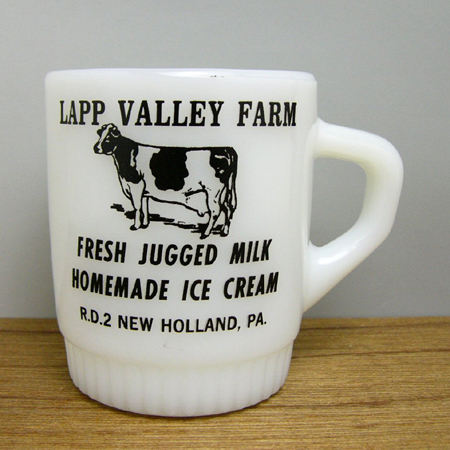 LAPP VALLEY FARM
FRESH JUGGED MILK
HOMEMADE ICE CREAM
R.D.2 NEW HOLLAND, PA.